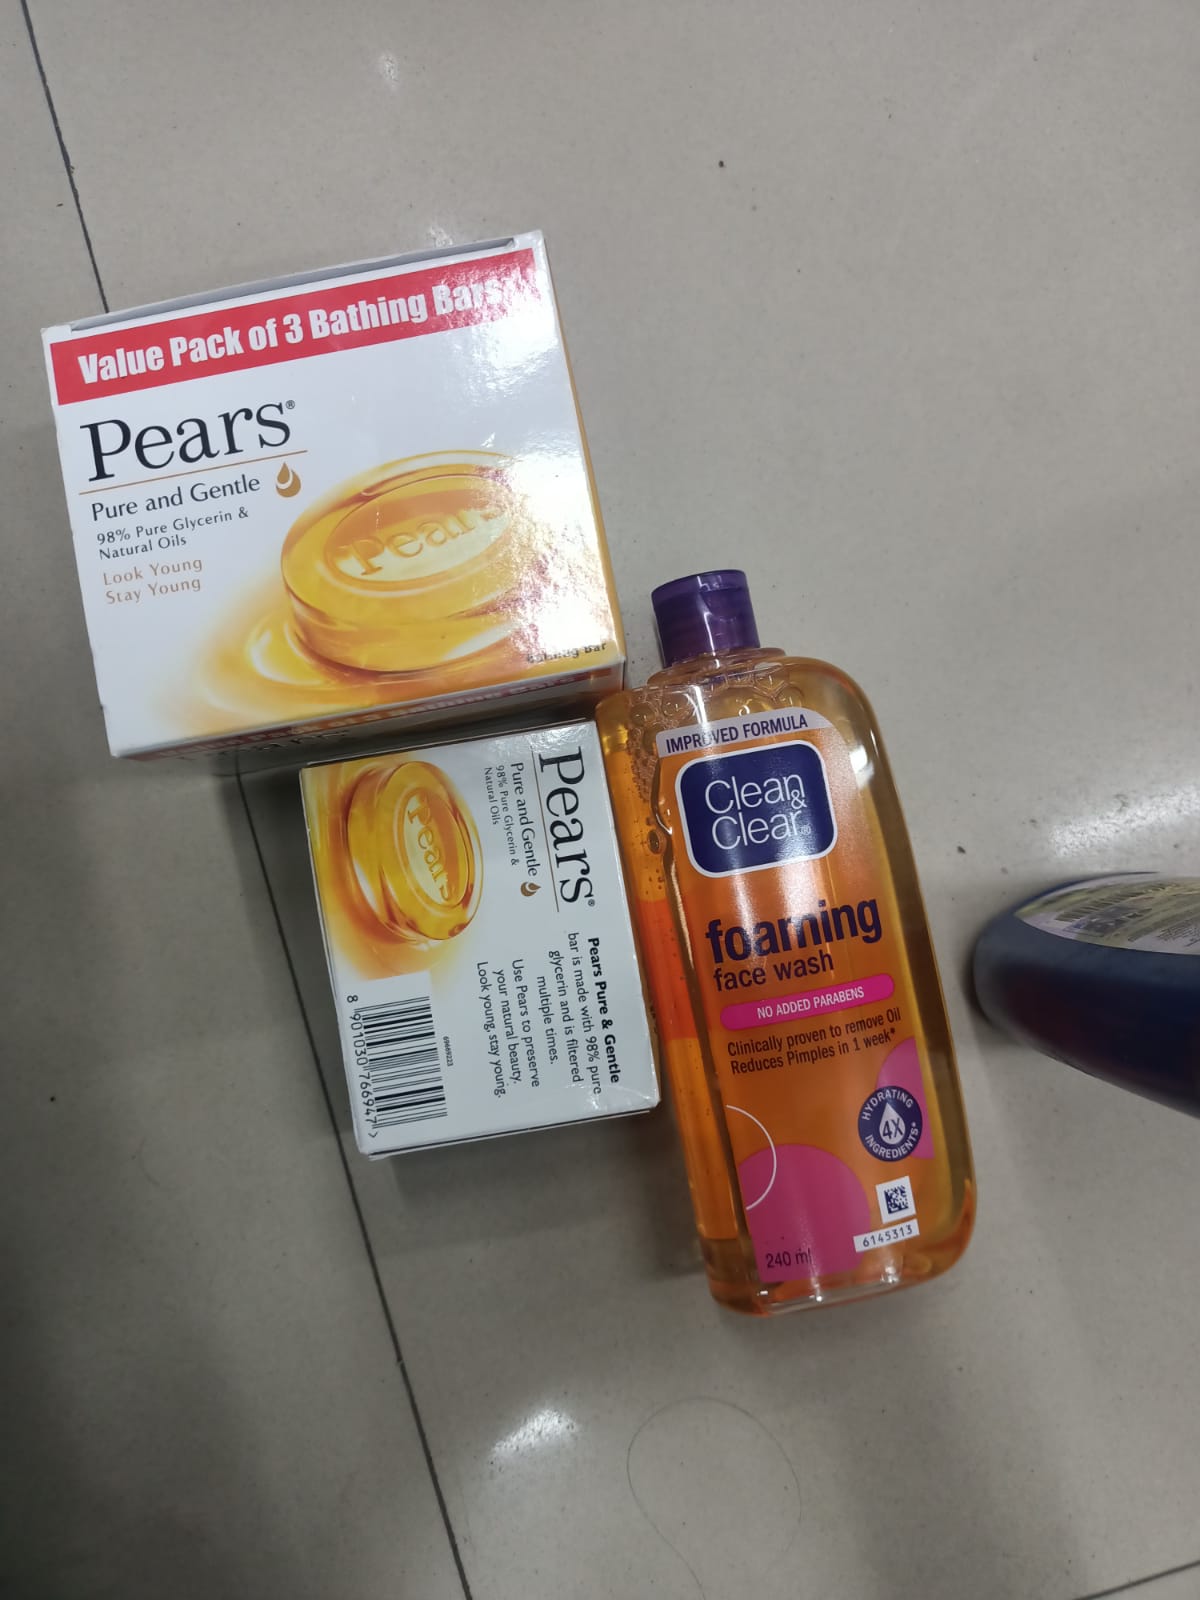 Value Pack of 3 Bathing Bars
Pears®
Pure and Gentle
98% Pure Glycerin &
Natural Oils
Look Young
Stay Young
Pears
Bathing Bar
Pears®
Pure and Gentle
98% Pure Glycerin &
Natural Oils
Pears
Pears Pure & Gentle
bar is made with 98% pure
glycerin and is filtered
multiple times.
Use Pears to preserve
your natural beauty.
Look young, stay young.
69669223
8 901030 766947 >
IMPROVED FORMULA
Clean
&
Clear®
foaming
face wash
NO ADDED PARABENS
Clinically proven to remove Oil
Reduces Pimples in 1 week*
HYDRATING
4X
INGREDIENTS*
6145313
240 ml